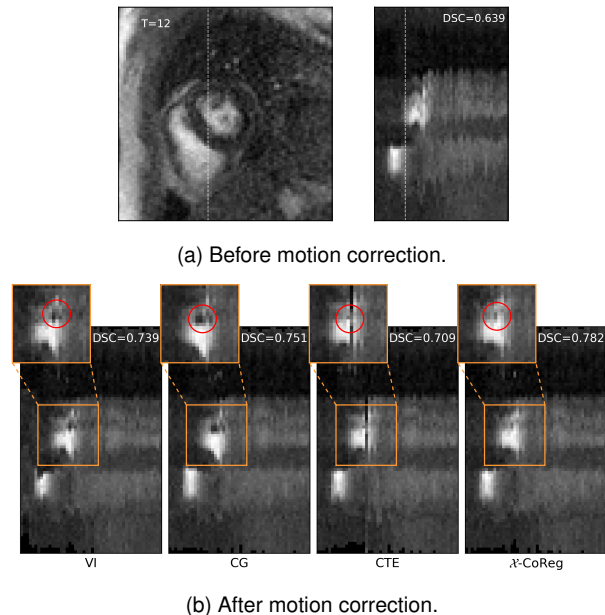 T=12
DSC=0.639
(a) Before motion correction.
DSC=0.739
DSC=0.751
DSC=0.709
DSC=0.782
VI
CG
CTE
𝒳-CoReg
(b) After motion correction.